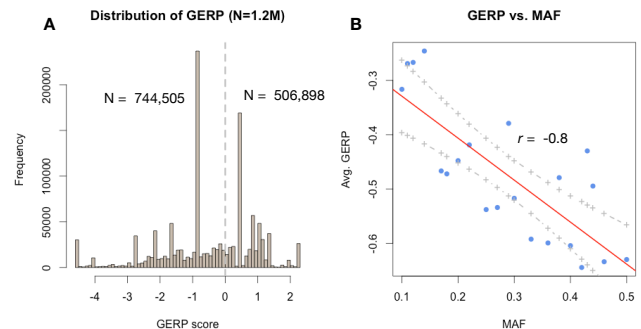 A
Distribution of GERP (N=1.2M)
N = 744,505
N = 506,898
Frequency
0
50000
100000
200000
-4
-3
-2
-1
0
1
2
GERP score
B
GERP vs. MAF
r = -0.8
Avg. GERP
-0.3
-0.4
-0.5
-0.6
0.1
0.2
0.3
0.4
0.5
MAF